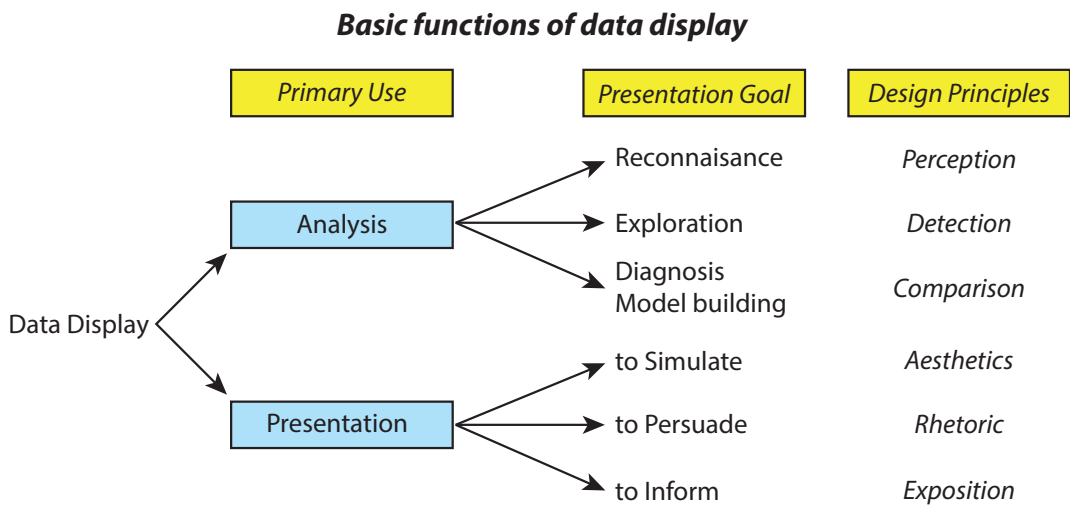 Basic functions of data display
Primary Use
Presentation Goal
Design Principles
Reconnaisance
Perception
Analysis
Exploration
Detection
Diagnosis
Model building
Comparison
Data Display
to Simulate
Aesthetics
Presentation
to Persuade
Rhetoric
to Inform
Exposition